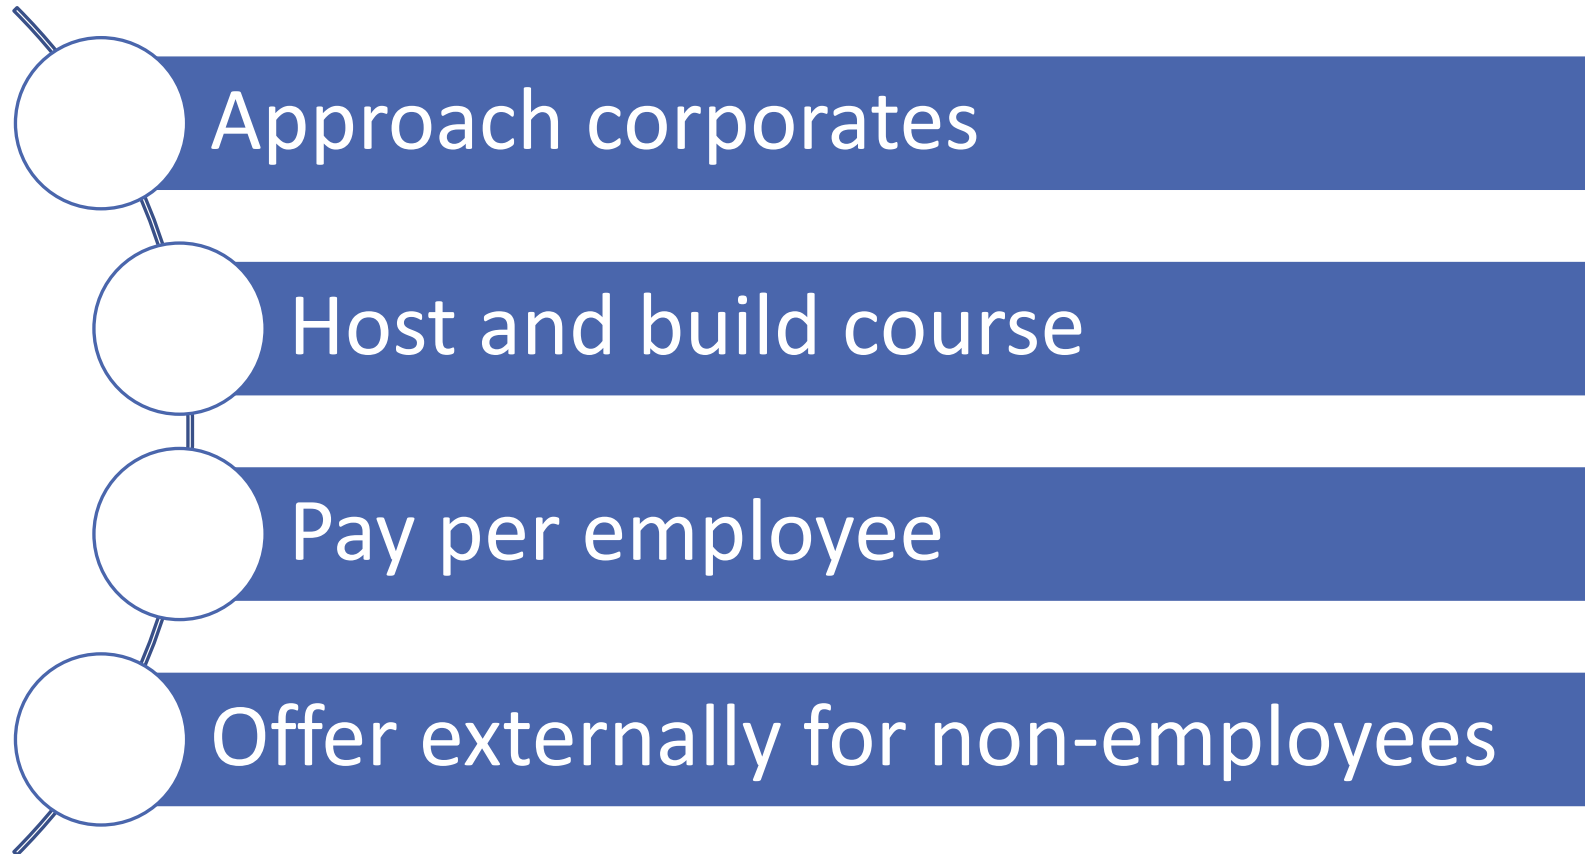 Approach corporates
Host and build course
Pay per employee
Offer externally for non-employees